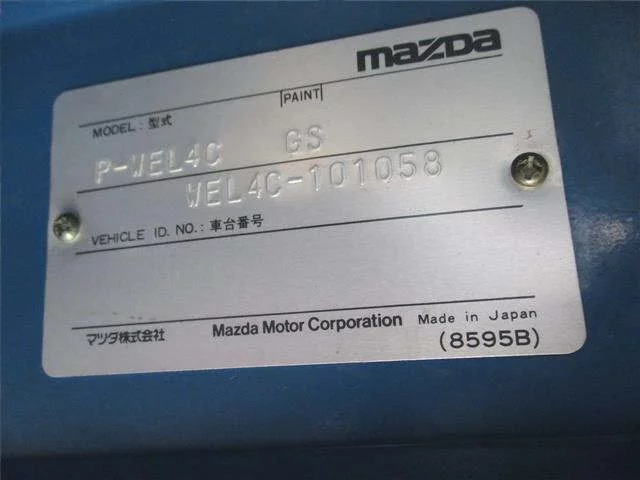 mazda
PAINT
MODEL : 型式
P-WEL4C GS
WEL4C-101058
VEHICLE ID. NO. : 車台番号
マツダ株式会社 Mazda Motor Corporation Made in Japan
(8595B)